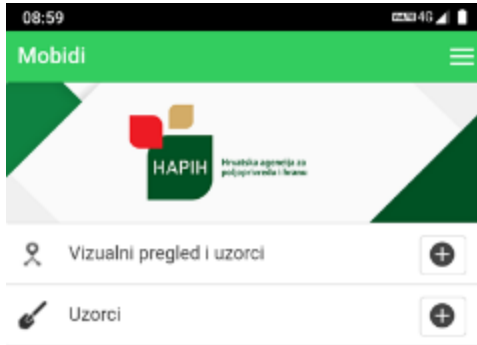 08:59
4G
Mobidi
HAPIH
Hrvatska agencija za
poljoprivredu i hranu
Vizualni pregled i uzorci
Uzorci